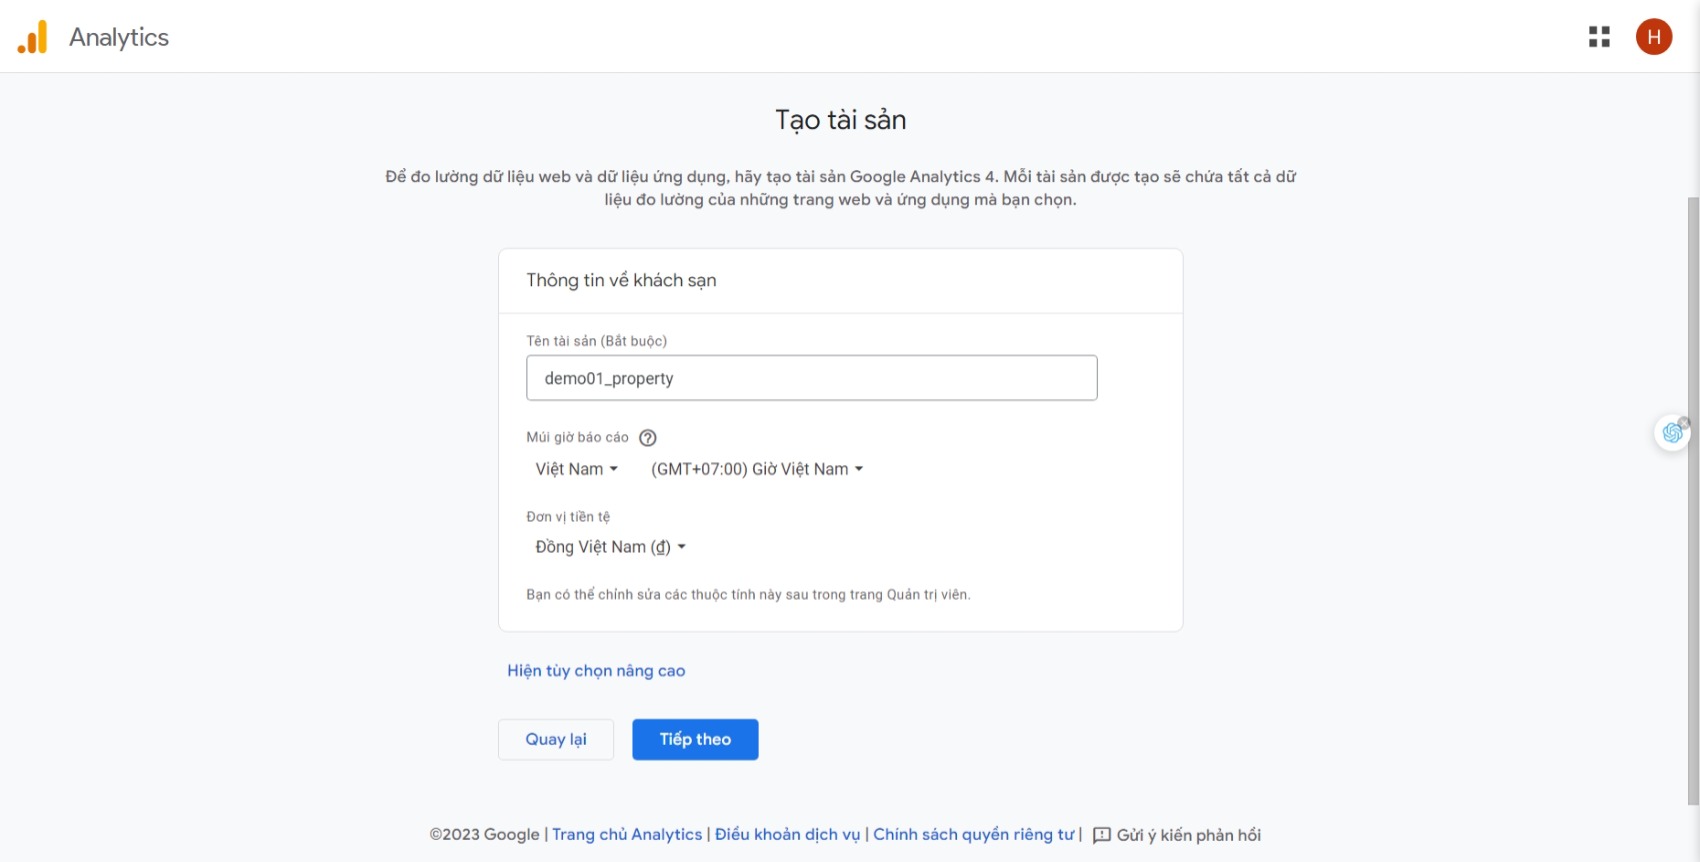 Analytics
H
Tạo tài sản
Để đo lường dữ liệu web và dữ liệu ứng dụng, hãy tạo tài sản Google Analytics 4. Mỗi tài sản được tạo sẽ chứa tất cả dữ
liệu đo lường của những trang web và ứng dụng mà bạn chọn.
Thông tin về khách sạn
Tên tài sản (Bắt buộc)
demo01_property
Múi giờ báo cáo
Việt Nam (GMT+07:00) Giờ Việt Nam
Đơn vị tiền tệ
Đồng Việt Nam (₫)
Bạn có thể chỉnh sửa các thuộc tính này sau trong trang Quản trị viên.
Hiện tùy chọn nâng cao
Quay lại Tiếp theo
©2023 Google | Trang chủ Analytics | Điều khoản dịch vụ | Chính sách quyền riêng tư | Gửi ý kiến phản hồi